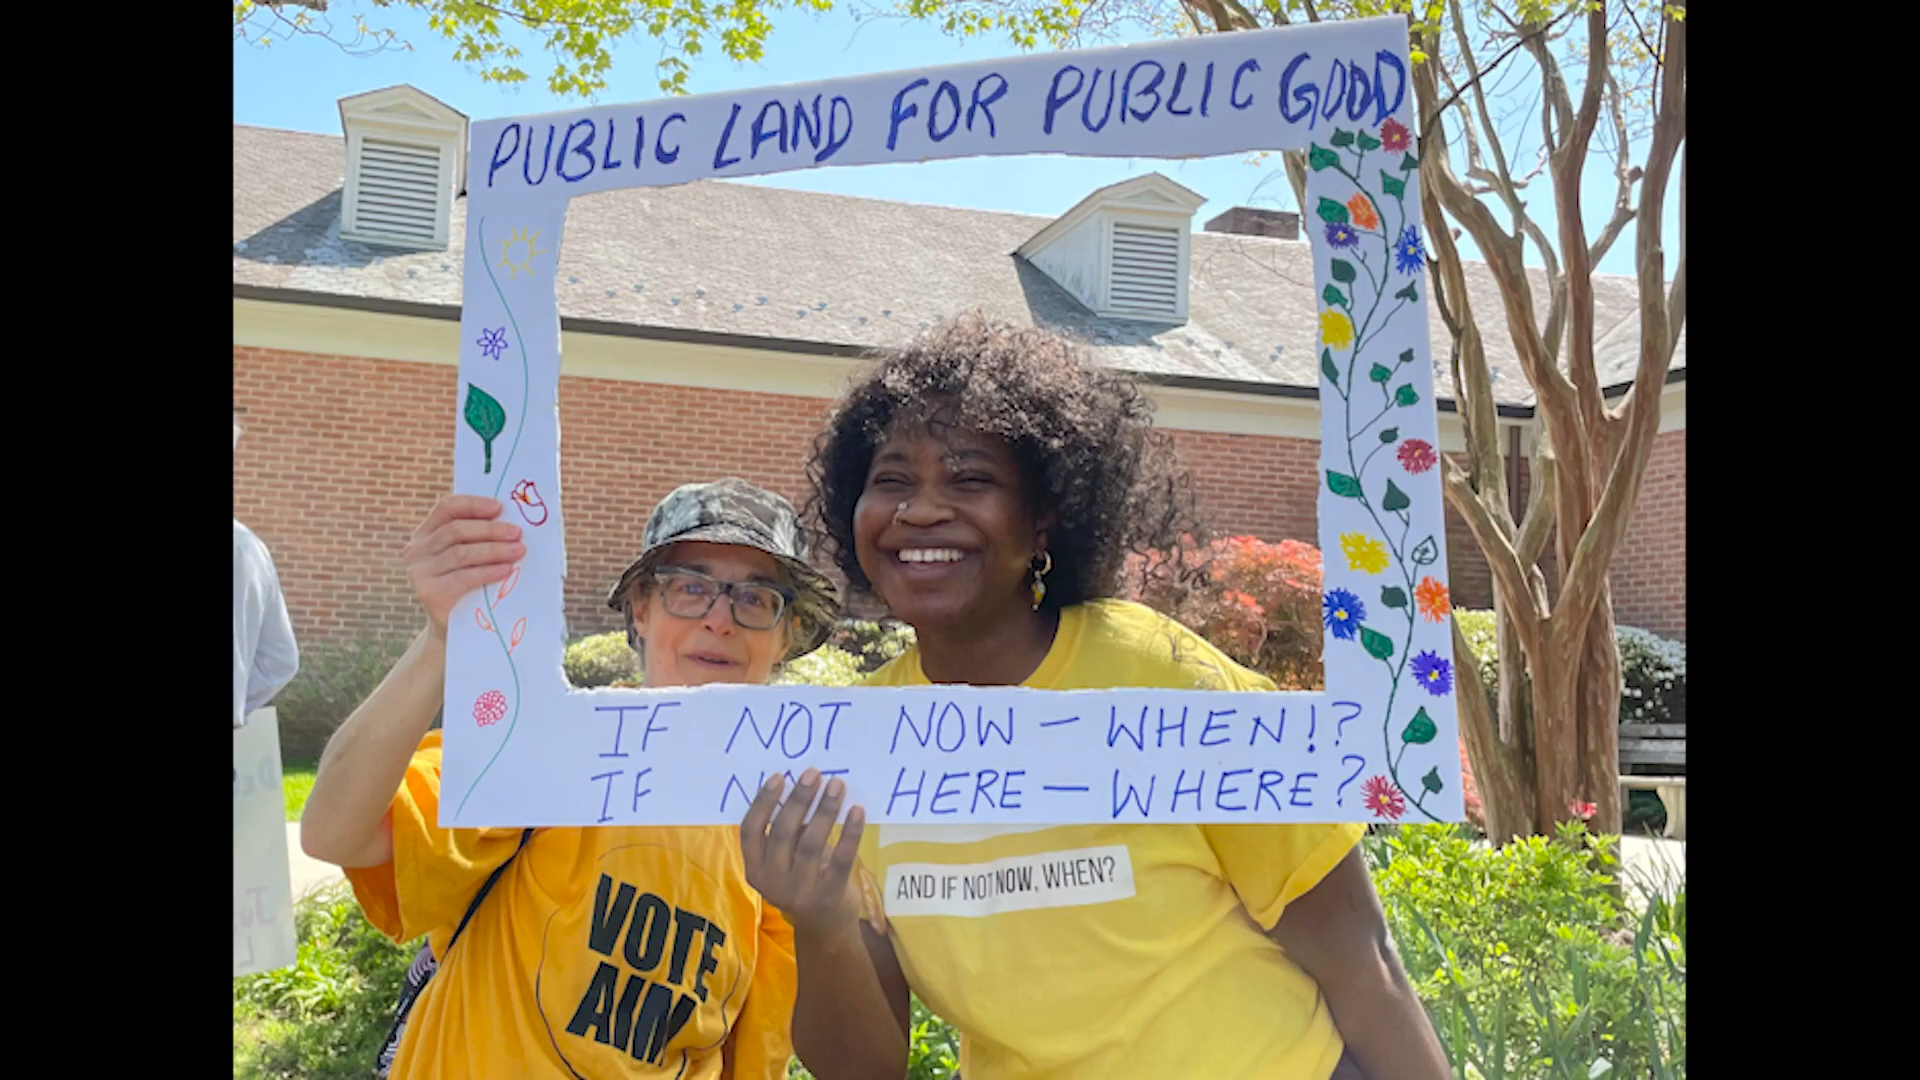 PUBLIC LAND FOR PUBLIC GOOD
IF NOT NOW - WHEN!?
IF NOT HERE - WHERE?
AND IF NOT NOW, WHEN?
VOTE
AIM